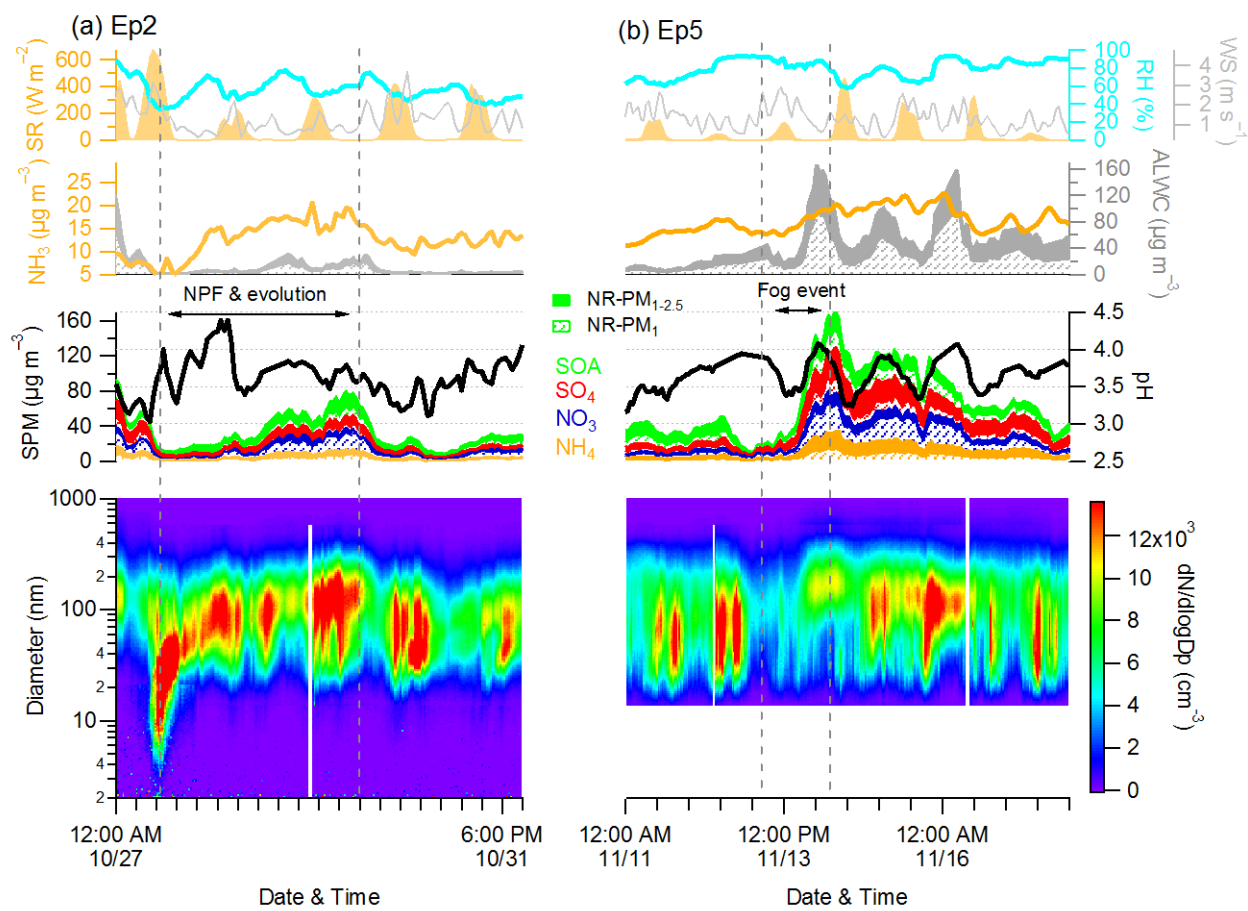 (a) Ep2
(b) Ep5
SR (W m⁻²)
600
400
200
0
100
80
60
40
20
0
RH (%)
4
3
2
1
WS (m s⁻¹)
NH₃ (µg m⁻³)
25
20
15
10
5
160
120
80
40
0
ALWC (µg m⁻³)
NPF & evolution
Fog event
NR-PM₁₋₂.₅
NR-PM₁
SOA
SO₄
NO₃
NH₄
SPM (µg m⁻³)
160
120
80
40
0
4.5
4.0
3.5
3.0
2.5
pH
Diameter (nm)
1000
4
2
100
4
2
10
4
2
12x10³
10
8
6
4
2
0
dN/dlogDp (cm⁻³)
12:00 AM
10/27
6:00 PM
10/31
12:00 AM
11/11
12:00 PM
11/13
12:00 AM
11/16
Date & Time
Date & Time